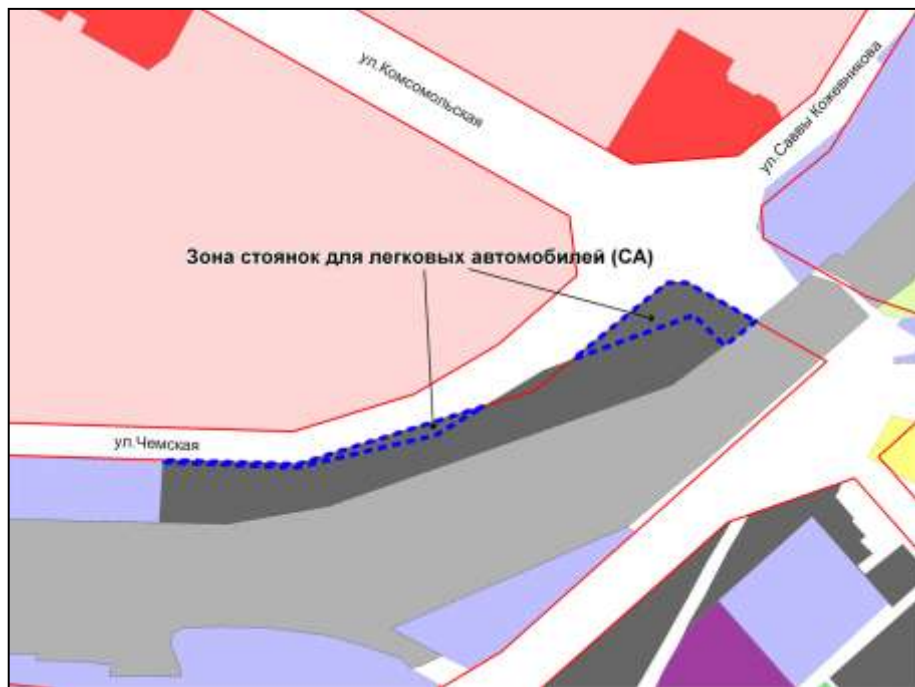 ул.Комсомольская
ул.Саввы Кожевникова
Зона стоянок для легковых автомобилей (СА)
ул.Чемская